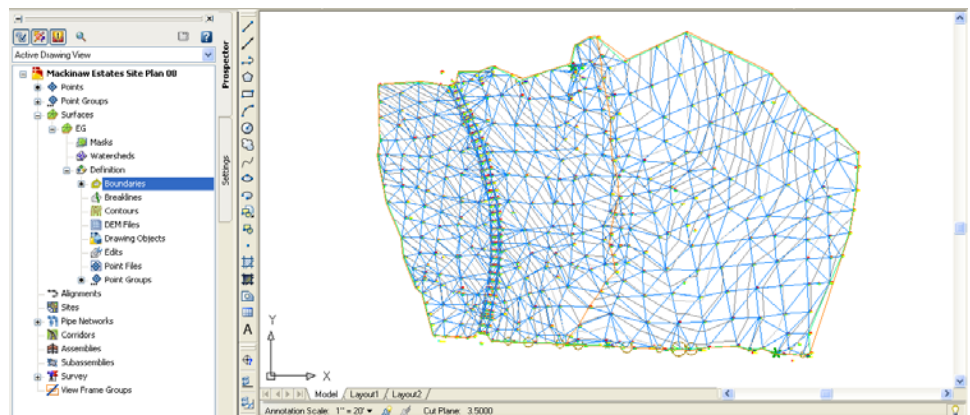 Active Drawing View
Mackinaw Estates Site Plan 08
Points
Point Groups
Surfaces
EG
Masks
Watersheds
Definition
Boundaries
Breaklines
Contours
DEM Files
Drawing Objects
Edits
Point Files
Point Groups
Alignments
Sites
Pipe Networks
Corridors
Assemblies
Subassemblies
Survey
View Frame Groups
Prospector
Settings
A
Y
X
Model / Layout1 / Layout2 /
Annotation Scale: 1" = 20' Cut Plane: 3.5000